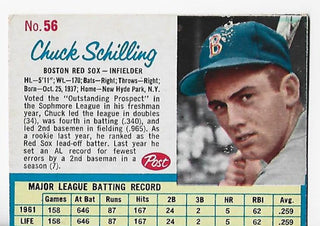 No. 56
Chuck Schilling
BOSTON RED SOX — INFIELDER
Ht.-5'11"; Wt.-170; Bats-Right; Throws-Right;
Born-Oct. 25, 1937; Home-New Hyde Park, N.Y.
Voted the "Outstanding Prospect" in
the Sophmore League in his freshman
year, Chuck led the league in doubles
(34), was fourth in batting (.340), and
led 2nd basemen in fielding (.965). As
a rookie last year, he ranked as the
Red Sox lead-off batter. Last year he
set an AL record for fewest
errors by a 2nd baseman in a
season (7).
Post
B
MAJOR LEAGUE BATTING RECORD
Games At Bat Runs Hits 2B 3B HR RBI Avg.
1961 158 646 87 167 24 2 5 62 .259
LIFE 158 646 87 167 24 2 5 62 .259